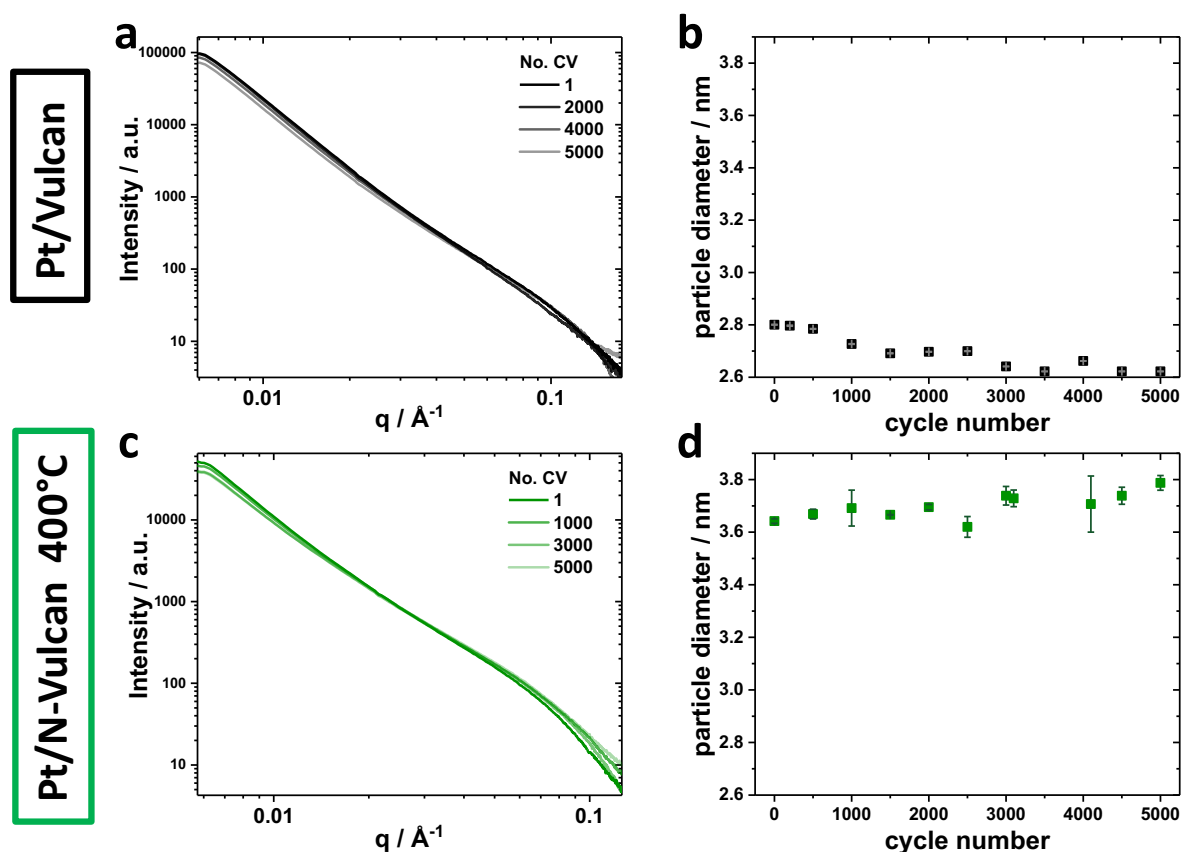 Pt/Vulcan
a
100000
10000
1000
100
10
Intensity / a.u.
No. CV
1
2000
4000
5000
0.01
0.1
q / Å⁻¹
b
3.8
3.6
3.4
3.2
3.0
2.8
2.6
particle diameter / nm
0
1000
2000
3000
4000
5000
cycle number
Pt/N-Vulcan 400°C
c
10000
1000
100
10
Intensity / a.u.
No. CV
1
1000
3000
5000
0.01
0.1
q / Å⁻¹
d
3.8
3.6
3.4
3.2
3.0
2.8
2.6
particle diameter / nm
0
1000
2000
3000
4000
5000
cycle number